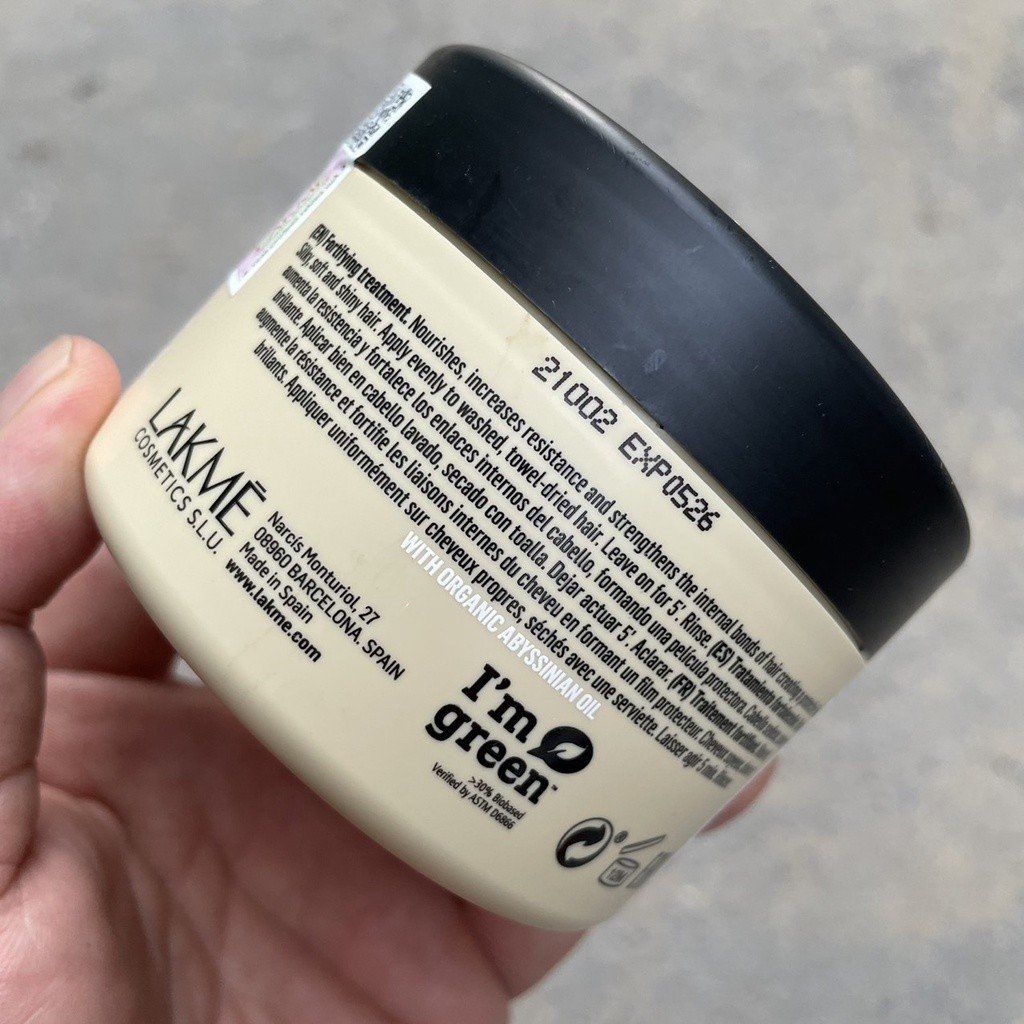 21002 EXP0526
(EN) Fortifying treatment. Nourishes, increases resistance and strengthens the internal bonds of hair creating
Silky, soft and shiny hair. Apply evenly to washed, towel-dried hair. Leave on for 5'. Rinse. (ES) Tratamiento
aumenta la resistencia y fortalece los enlaces internos del cabello, formando una película protectora. Cabello
brillante. Aplicar bien en cabello lavado, secado con toalla. Dejar actuar 5'. Aclarar. (FR) Traitement fortifiant.
augmente la résistance et fortifie les liaisons internes du cheveu en formant un film protecteur. Cheveux
brillants. Appliquer uniformément sur cheveux propres, séchés avec une serviette. Laisser agir 5 min.
WITH ORGANIC ABYSSINIAN OIL
LAKMĒ
COSMETICS S.L.U.
Narcís Monturiol, 27
08960 BARCELONA. SPAIN
Made in Spain
www.lakme.com
I'm
green™
>30% Biobased
Verified by ASTM D6866
12M